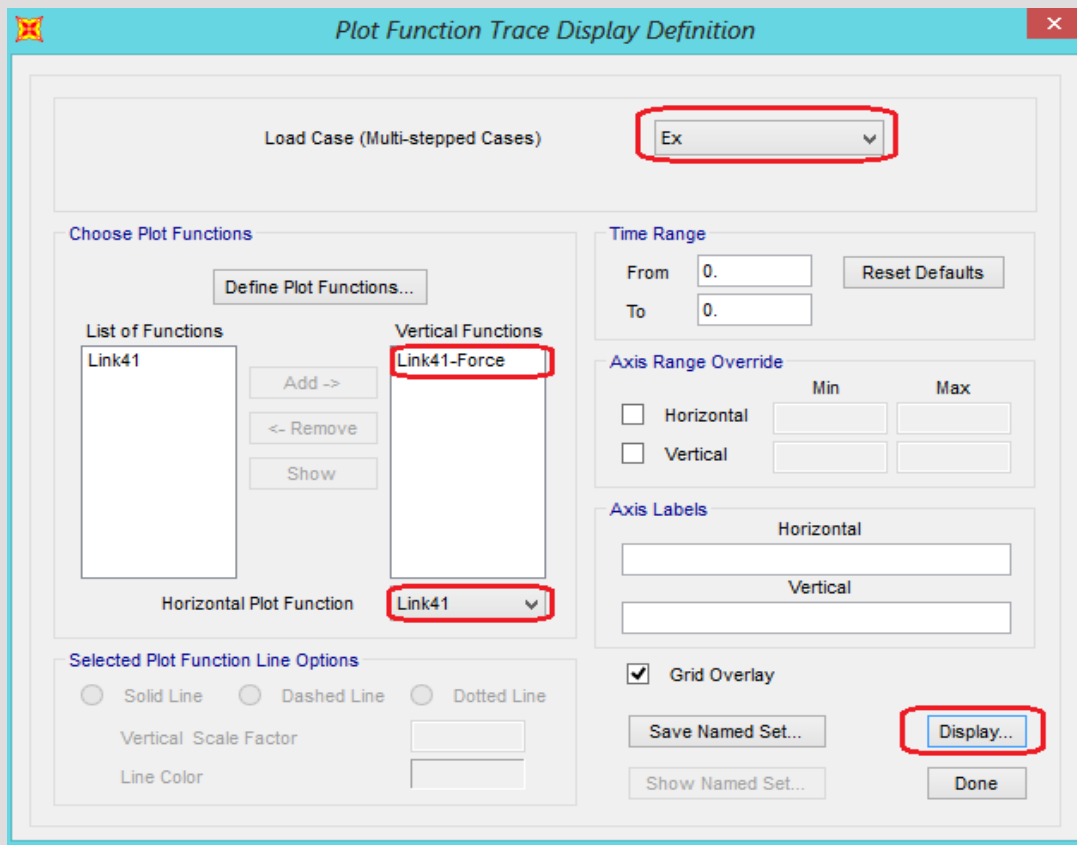 Plot Function Trace Display Definition
Load Case (Multi-stepped Cases)
Ex
Choose Plot Functions
Define Plot Functions...
List of Functions
Vertical Functions
Link41
Link41-Force
Add ->
<- Remove
Show
Horizontal Plot Function
Link41
Selected Plot Function Line Options
Solid Line
Dashed Line
Dotted Line
Vertical Scale Factor
Line Color
Time Range
From
0.
Reset Defaults
To
0.
Axis Range Override
Min
Max
Horizontal
Vertical
Axis Labels
Horizontal
Vertical
Grid Overlay
Save Named Set...
Display...
Show Named Set...
Done